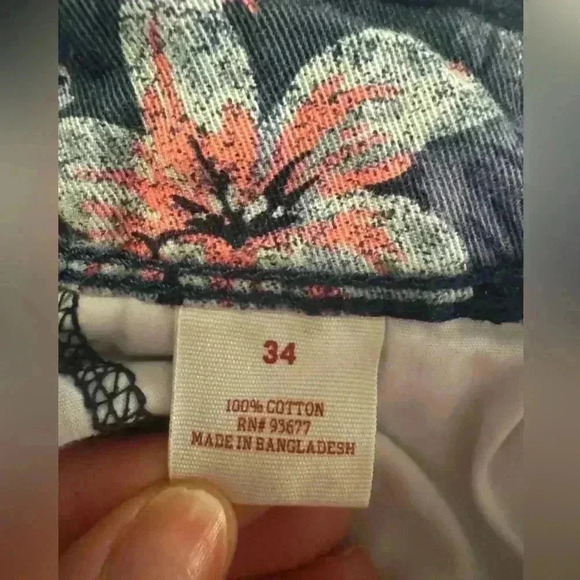 34
100% COTTON
RN# 93677
MADE IN BANGLADESH